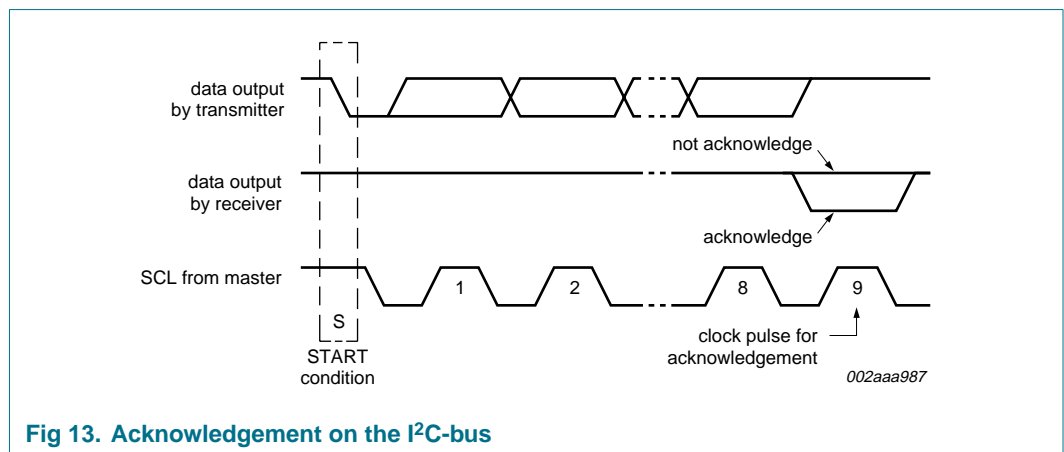 data output
by transmitter
not acknowledge
data output
by receiver
acknowledge
SCL from master
1
2
8
9
S
START
condition
clock pulse for
acknowledgement
002aaa987
Fig 13. Acknowledgement on the I²C-bus